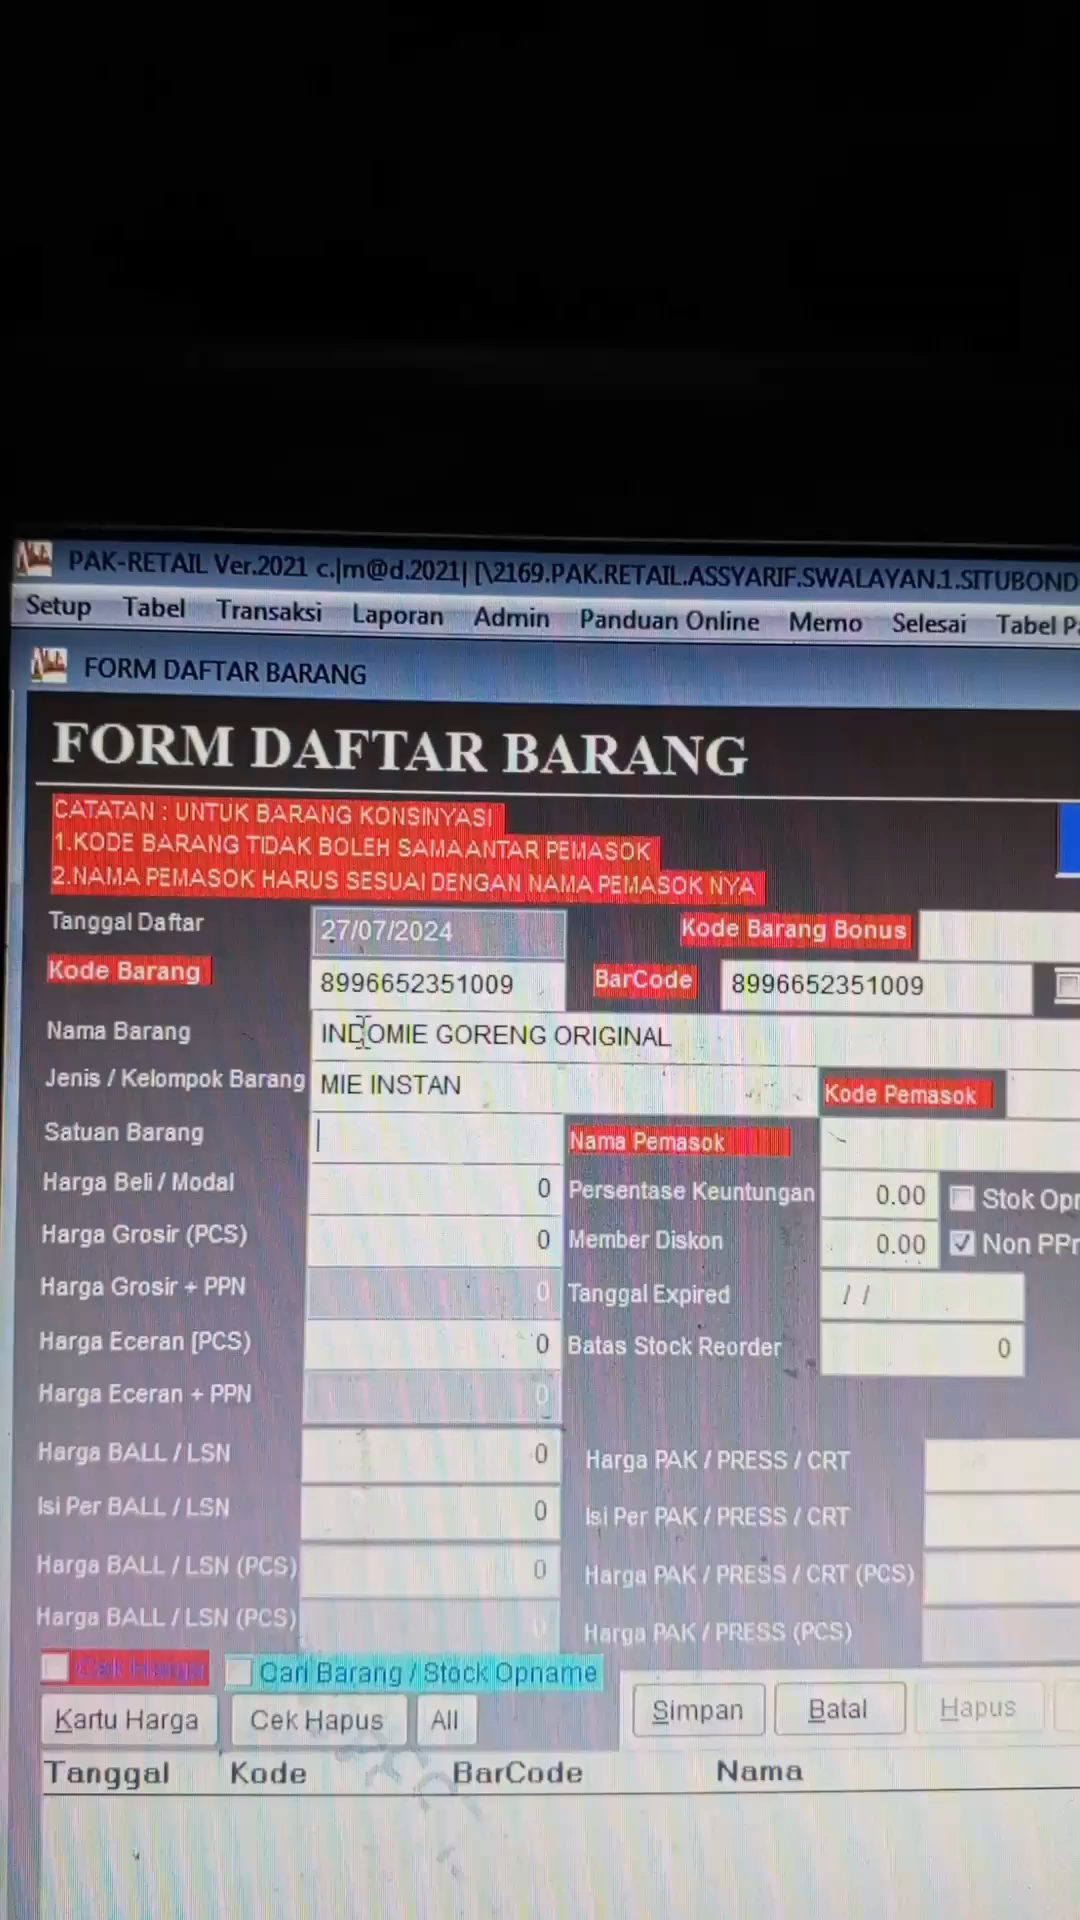 PAK-RETAIL Ver.2021 c.|m@d.2021| [\2169.PAK.RETAIL.ASSYARIF.SWALAYAN.1.SITUBOND
Setup Tabel Transaksi Laporan Admin Panduan Online Memo Selesai Tabel
FORM DAFTAR BARANG
FORM DAFTAR BARANG
CATATAN : UNTUK BARANG KONSINYASI
1.KODE BARANG TIDAK BOLEH SAMA ANTAR PEMASOK
2.NAMA PEMASOK HARUS SESUAI DENGAN NAMA PEMASOK NYA
Tanggal Daftar 27/07/2024 Kode Barang Bonus
Kode Barang 8996652351009 BarCode 8996652351009
Nama Barang INDOMIE GORENG ORIGINAL
Jenis / Kelompok Barang MIE INSTAN Kode Pemasok
Satuan Barang Nama Pemasok
Harga Beli / Modal 0 Persentase Keuntungan 0.00 Stok
Harga Grosir (PCS) 0 Member Diskon 0.00 Non
Harga Grosir + PPN 0 Tanggal Expired / /
Harga Eceran [PCS) 0 Batas Stock Reorder 0
Harga Eceran + PPN 0
Harga BALL / LSN 0 Harga PAK / PRESS / CRT
Isi Per BALL / LSN 0 Isi Per PAK / PRESS / CRT
Harga BALL / LSN (PCS) 0 Harga PAK / PRESS / CRT (PCS)
Harga BALL / LSN (PCS) 0 Harga PAK / PRESS (PCS)
Cek Harga Cari Barang / Stock Opname
Kartu Harga Cek Hapus All Simpan Batal Hapus
Tanggal Kode BarCode Nama